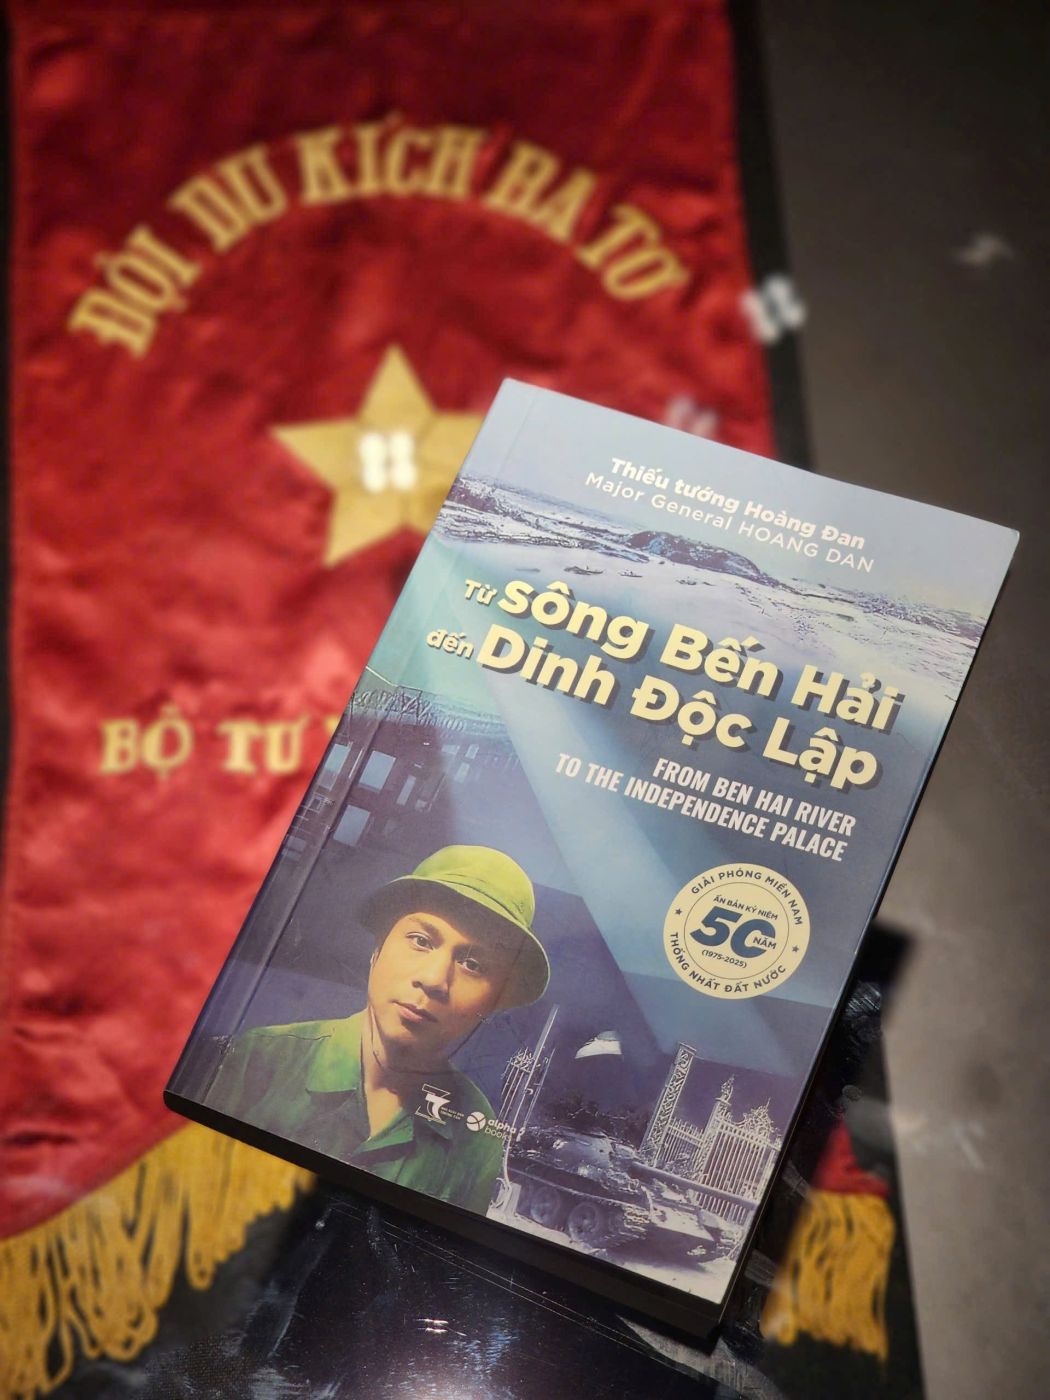 ĐỘI DU KÍCH BA TƠ
BỘ TƯ
Thiếu tướng Hoàng Đan
Major General HOANG DAN
Từ sông Bến Hải
đến Dinh Độc Lập
FROM BEN HAI RIVER
TO THE INDEPENDENCE PALACE
GIẢI PHÓNG MIỀN NAM
ẤN BẢN KỶ NIỆM
50 NĂM
(1975-2025)
THỐNG NHẤT ĐẤT NƯỚC
alpha
BOOKS